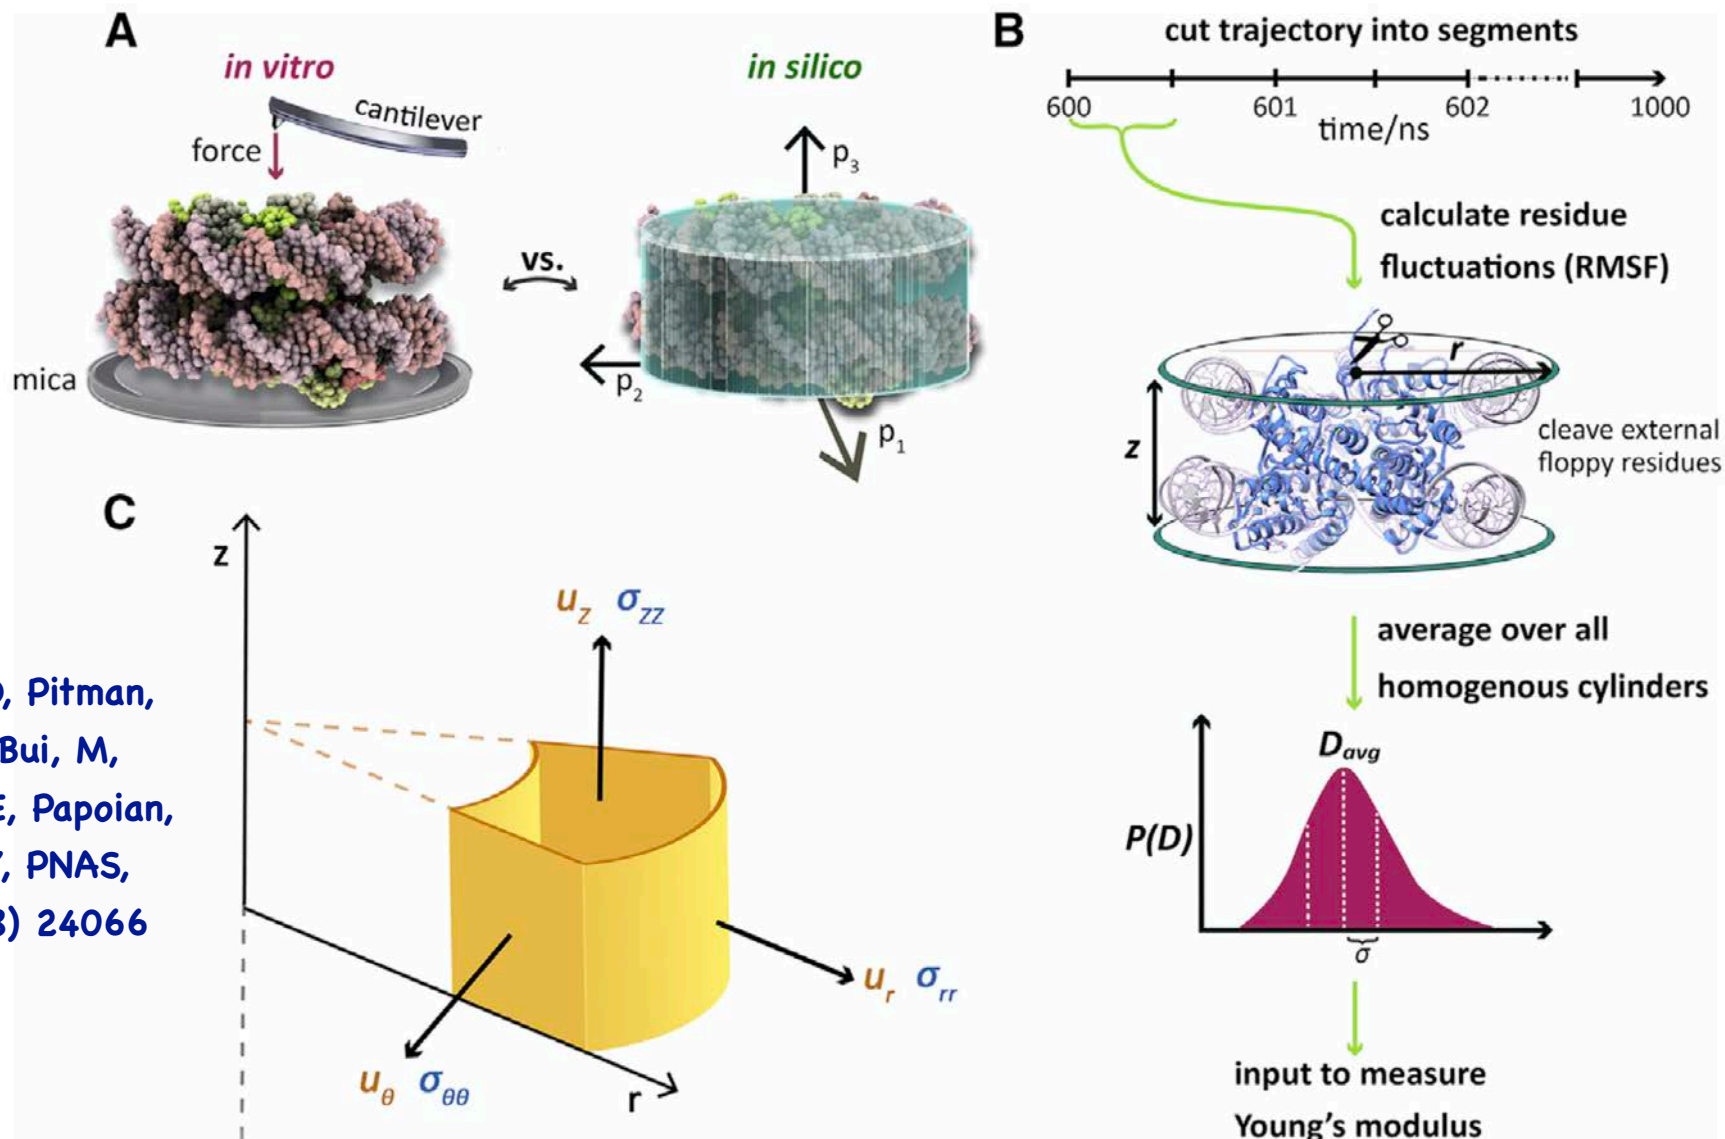 A
in vitro
cantilever
force
mica
vs.
in silico
p3
p2
p1
B
cut trajectory into segments
600
601
602
1000
time/ns
calculate residue
fluctuations (RMSF)
r
z
cleave external
floppy residues
average over all
homogenous cylinders
Davg
P(D)
σ
input to measure
Young's modulus
C
z
uz σzz
ur σrr
uθ σθθ
r
, Pitman,
Bui, M,
E, Papoian,
, PNAS,
) 24066